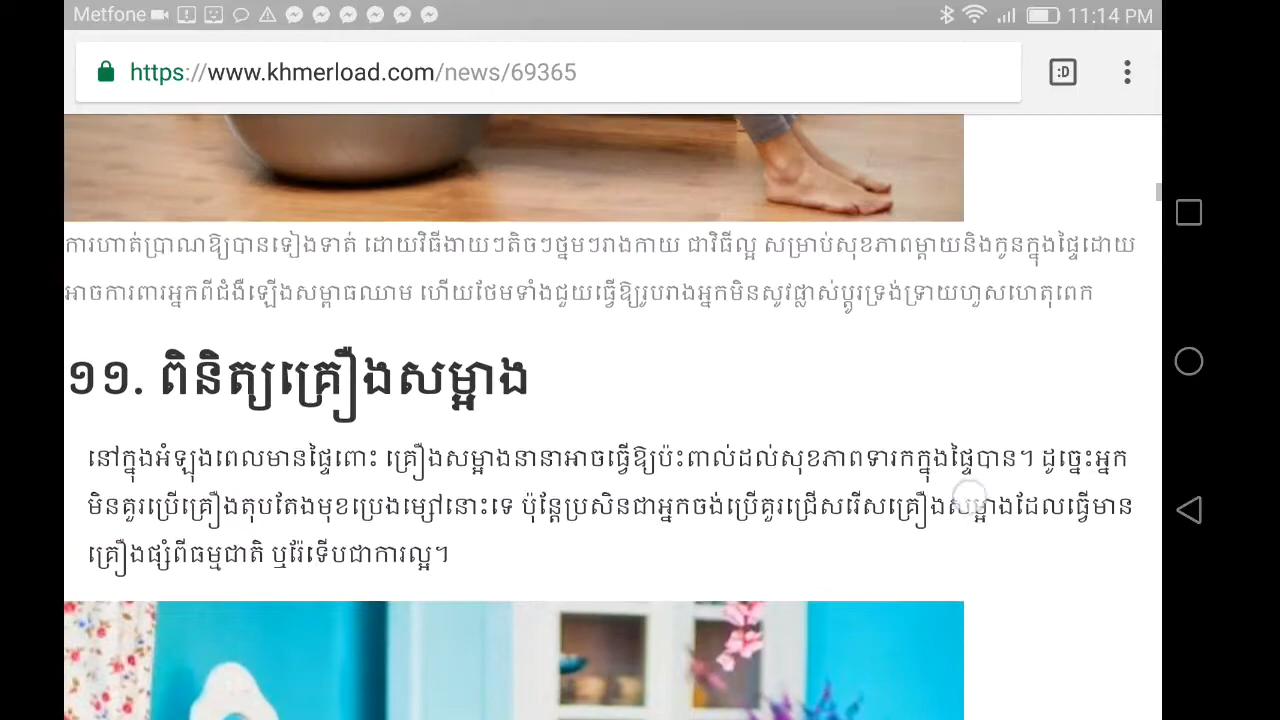 Metfone 11:14 PM
https://www.khmerload.com/news/69365 :D
ការហាត់ប្រាណឱ្យបានទៀងទាត់ ដោយវិធីងាយៗតិចៗថ្នមៗរាងកាយ ជាវិធីល្អ សម្រាប់សុខភាពម្តាយនិងកូនក្នុងផ្ទៃដោយ
អាចការពារអ្នកពីជំងឺឡើងសម្ពាធឈាម ហើយថែមទាំងជួយធ្វើឱ្យរូបរាងអ្នកមិនសូវផ្លាស់ប្តូរទ្រង់ទ្រាយហួសហេតុពេក
១១. ពិនិត្យគ្រឿងសម្អាង
នៅក្នុងអំឡុងពេលមានផ្ទៃពោះ គ្រឿងសម្អាងនានាអាចធ្វើឱ្យប៉ះពាល់ដល់សុខភាពទារកក្នុងផ្ទៃបាន។ ដូច្នេះអ្នក
មិនគួរប្រើគ្រឿងតុបតែងមុខប្រេងម្សៅនោះទេ ប៉ុន្តែប្រសិនជាអ្នកចង់ប្រើគួរជ្រើសរើសគ្រឿងសម្អាងដែលធ្វើមាន
គ្រឿងផ្សំពីធម្មជាតិ ឬរ៉ែទើបជាការល្អ។